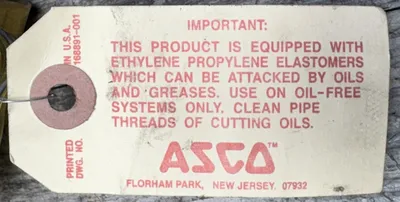 IMPORTANT:
THIS PRODUCT IS EQUIPPED WITH
ETHYLENE PROPYLENE ELASTOMERS
WHICH CAN BE ATTACKED BY OILS
AND GREASES. USE ON OIL-FREE
SYSTEMS ONLY. CLEAN PIPE
THREADS OF CUTTING OILS.
ASCO™
FLORHAM PARK, NEW JERSEY. 07932
PRINTED IN U.S.A.
DWG. NO. 168891-001